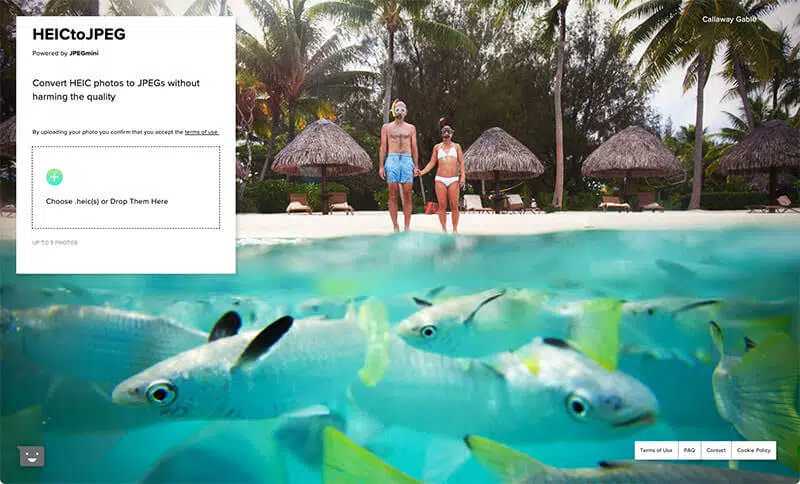 HEICtoJPEG
Powered by JPEGmini
Convert HEIC photos to JPEGs without
harming the quality
By uploading your photo you confirm that you accept the terms of use.
Choose .heic(s) or Drop Them Here
UP TO 5 PHOTOS
Callaway Gable
Terms of Use
FAQ
Contact
Cookie Policy